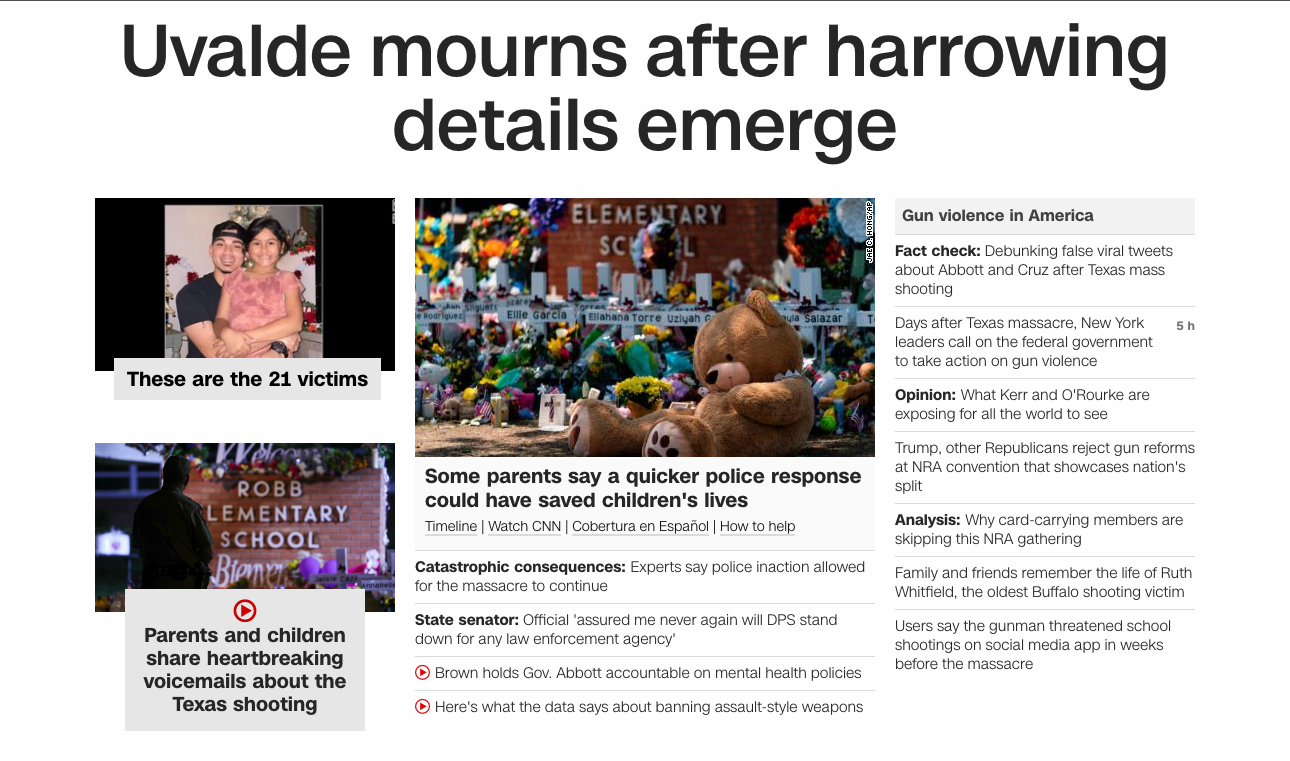 Uvalde mourns after harrowing
details emerge
These are the 21 victims
Welcome
ROBB
ELEMENTARY
SCHOOL
Bienven
Annabelle
Parents and children
share heartbreaking
voicemails about the
Texas shooting
ELEMENTARY
SCHOOL
JAE C. HONG/AP
Rodriguez Ellie Garcia Eliahana Torre Uziyah G Salazar
Some parents say a quicker police response
could have saved children's lives
Timeline | Watch CNN | Cobertura en Español | How to help
Catastrophic consequences: Experts say police inaction allowed
for the massacre to continue
State senator: Official 'assured me never again will DPS stand
down for any law enforcement agency'
Brown holds Gov. Abbott accountable on mental health policies
Here's what the data says about banning assault-style weapons
Gun violence in America
Fact check: Debunking false viral tweets
about Abbott and Cruz after Texas mass
shooting
Days after Texas massacre, New York 5 h
leaders call on the federal government
to take action on gun violence
Opinion: What Kerr and O'Rourke are
exposing for all the world to see
Trump, other Republicans reject gun reforms
at NRA convention that showcases nation's
split
Analysis: Why card-carrying members are
skipping this NRA gathering
Family and friends remember the life of Ruth
Whitfield, the oldest Buffalo shooting victim
Users say the gunman threatened school
shootings on social media app in weeks
before the massacre